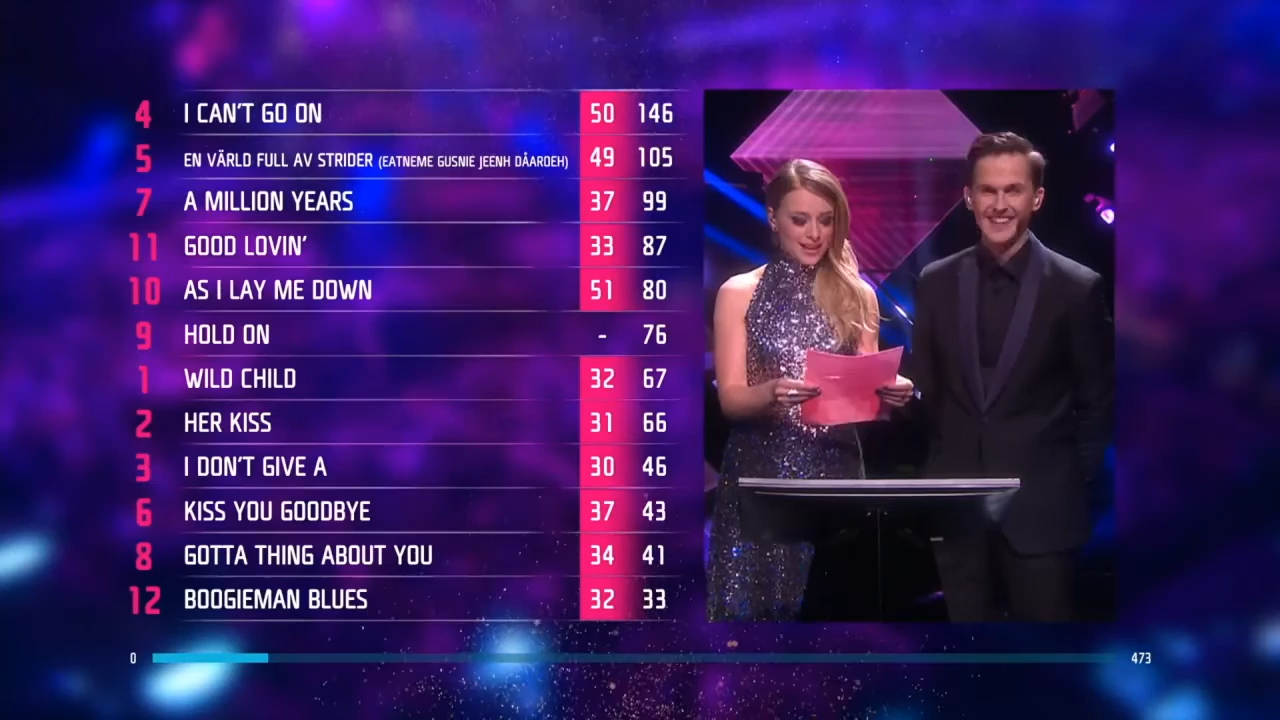 4 I CAN'T GO ON 50 146
5 EN VÄRLD FULL AV STRIDER (EATNEME GUSNIE JEENH DÅAROEH) 49 105
7 A MILLION YEARS 37 99
11 GOOD LOVIN' 33 87
10 AS I LAY ME DOWN 51 80
9 HOLD ON - 76
1 WILD CHILD 32 67
2 HER KISS 31 66
3 I DON'T GIVE A 30 46
6 KISS YOU GOODBYE 37 43
8 GOTTA THING ABOUT YOU 34 41
12 BOOGIEMAN BLUES 32 33
0 473